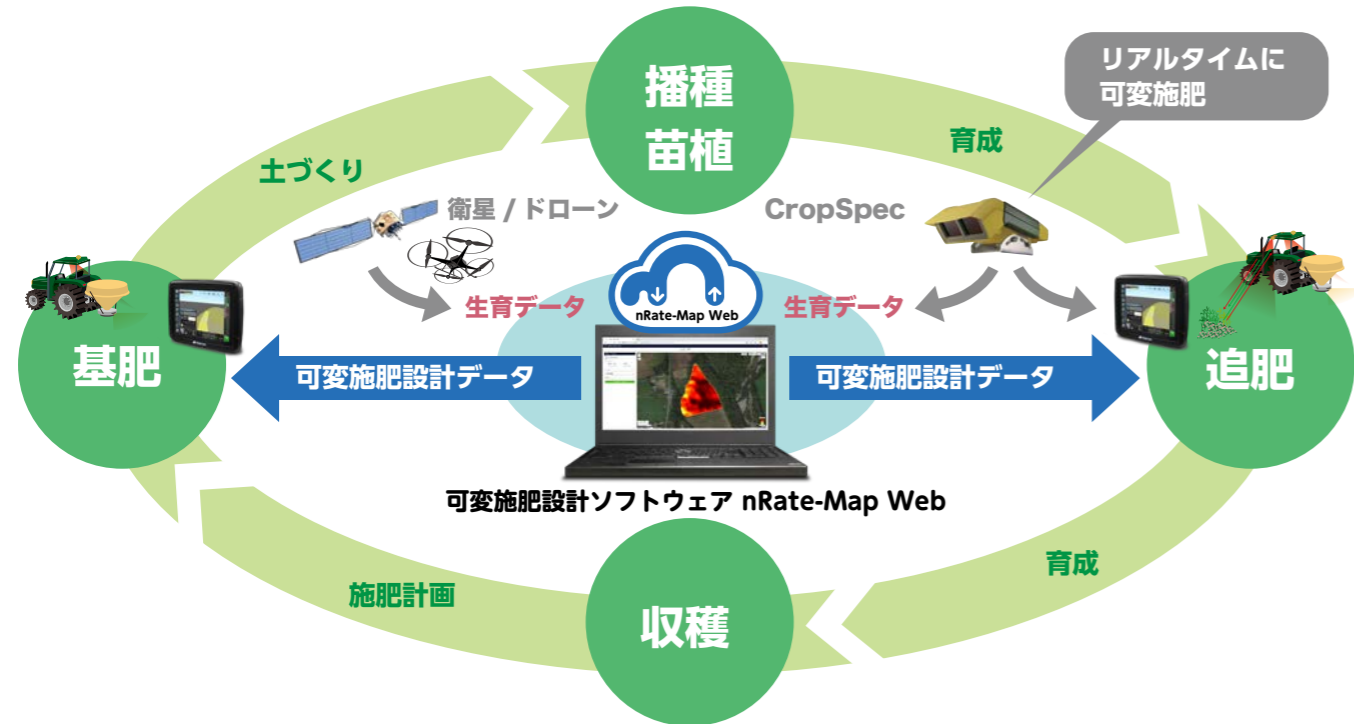 播種
苗植
リアルタイムに
可変施肥
土づくり
育成
衛星 / ドローン
CropSpec
生育データ
nRate-Map Web
生育データ
基肥
可変施肥設計データ
可変施肥設計データ
追肥
可変施肥設計ソフトウェア nRate-Map Web
施肥計画
収穫
育成